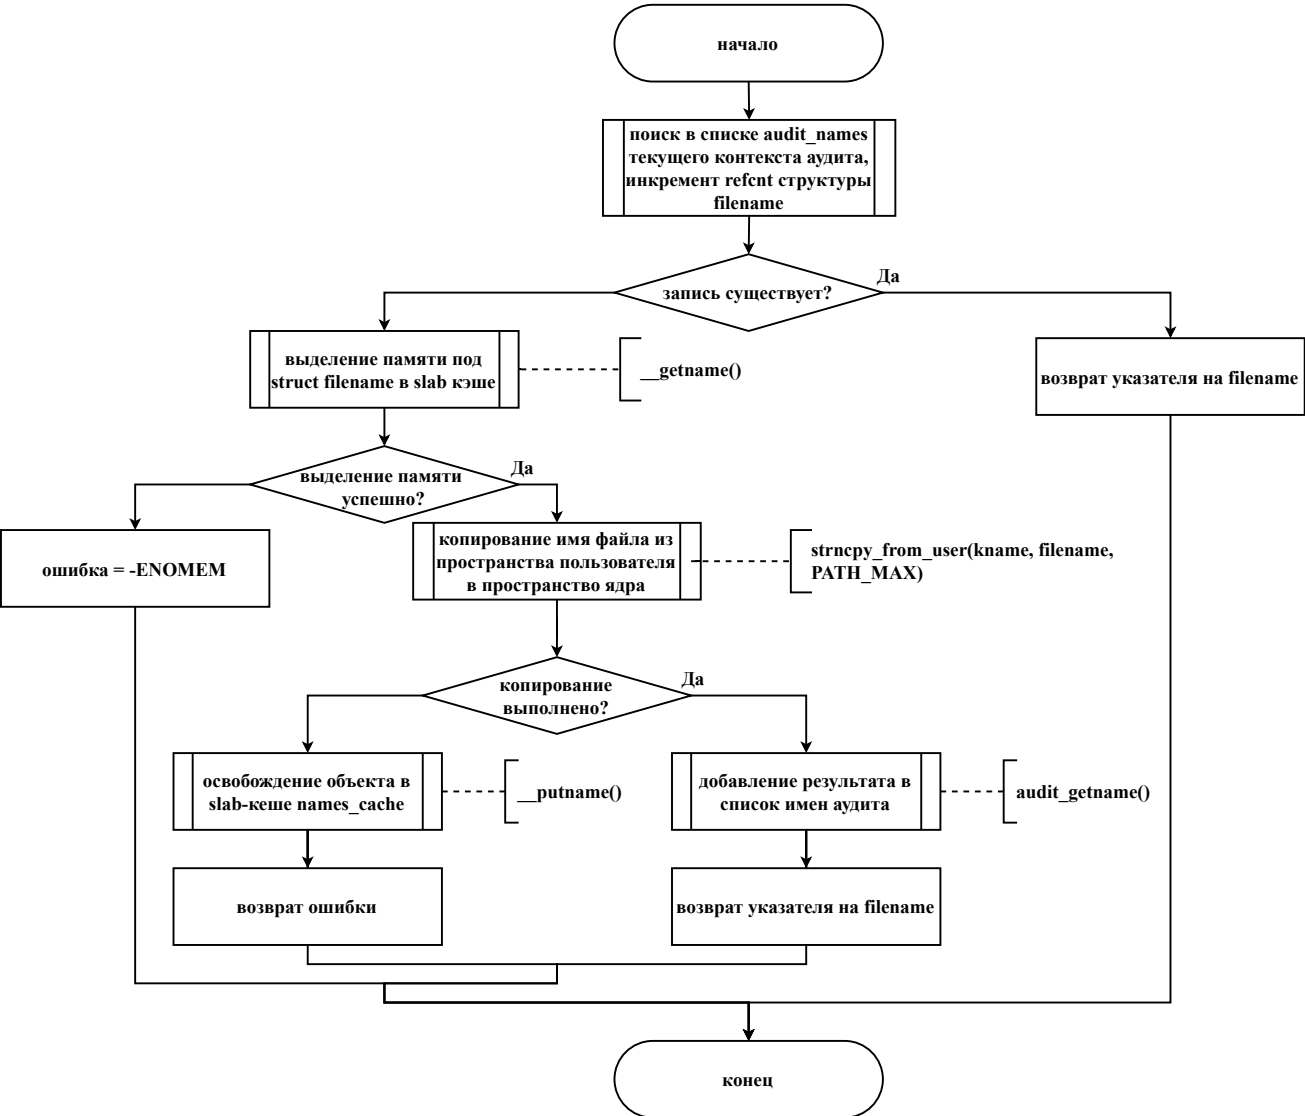 начало
поиск в списке audit_names
текущего контекста аудита,
инкремент refcnt структуры
filename
запись существует?
Да
выделение памяти под
struct filename в slab кэше
__getname()
возврат указателя на filename
выделение памяти
успешно?
Да
ошибка = -ENOMEM
копирование имя файла из
пространства пользователя
в пространство ядра
strncpy_from_user(kname, filename,
PATH_MAX)
копирование
выполнено?
Да
освобождение объекта в
slab-кеше names_cache
__putname()
добавление результата в
список имен аудита
audit_getname()
возврат ошибки
возврат указателя на filename
конец